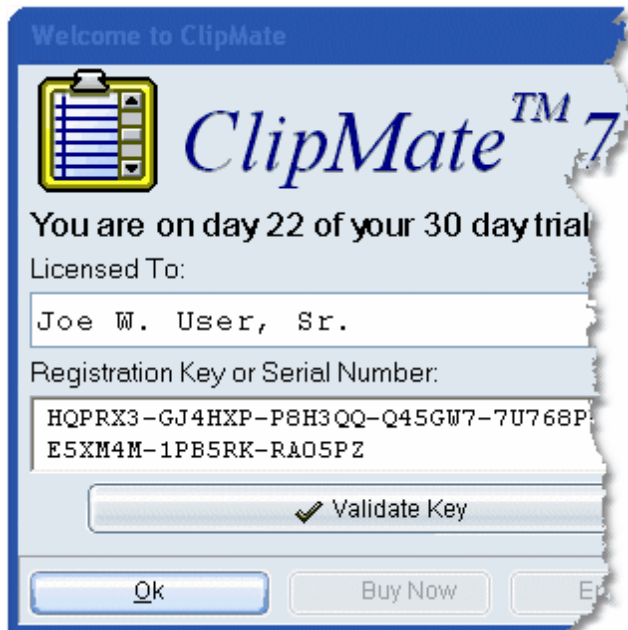 Welcome to ClipMate
ClipMate™ 7
You are on day 22 of your 30 day trial
Licensed To:
Joe W. User, Sr.
Registration Key or Serial Number:
HQPRX3-GJ4HXP-P8H3QQ-Q45GW7-7U768P
E5XM4M-1PB5RK-RAO5PZ
Validate Key
Ok
Buy Now